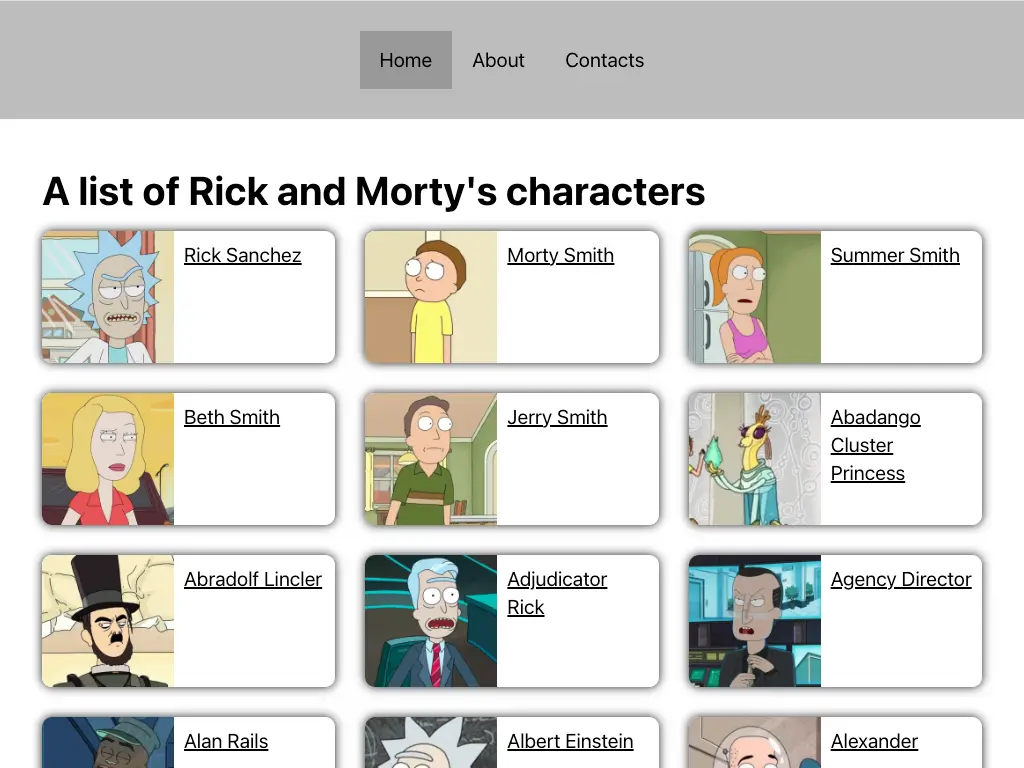 Home About Contacts
A list of Rick and Morty's characters
Rick Sanchez
Morty Smith
Summer Smith
Beth Smith
Jerry Smith
Abadango
Cluster
Princess
Abradolf Lincler
Adjudicator
Rick
Agency Director
Alan Rails
Albert Einstein
Alexander